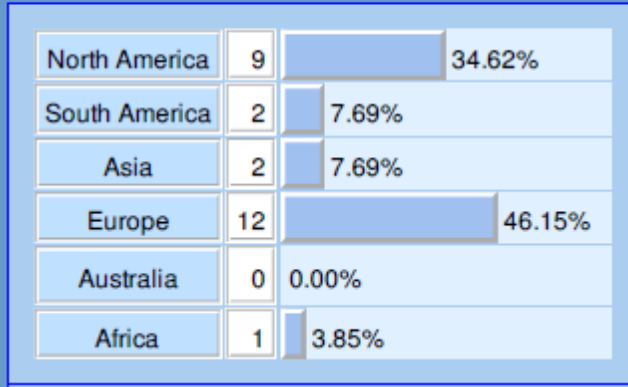 North America 9 34.62%
South America 2 7.69%
Asia 2 7.69%
Europe 12 46.15%
Australia 0 0.00%
Africa 1 3.85%